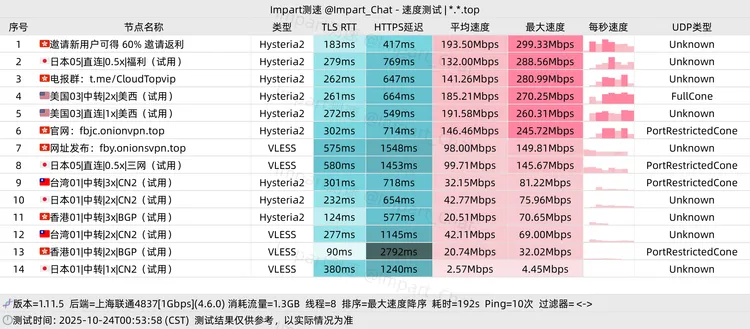 Impart测速 @Impart_Chat - 速度测试 | *.*.top
序号 节点名称 类型 TLS RTT HTTPS延迟 平均速度 最大速度 每秒速度 UDP类型
1 🇭🇰邀请新用户可得 60% 邀请返利 Hysteria2 183ms 417ms 193.50Mbps 299.33Mbps Unknown
2 🇯🇵日本05|直连|0.5x|福利（试用） Hysteria2 279ms 769ms 132.00Mbps 288.56Mbps Unknown
3 🇭🇰电报群：t.me/CloudTopvip Hysteria2 262ms 647ms 141.26Mbps 280.99Mbps Unknown
4 🇺🇸美国03|中转|2x|美西（试用） Hysteria2 261ms 664ms 185.21Mbps 270.25Mbps FullCone
5 🇺🇸美国03|直连|1x|美西（试用） Hysteria2 272ms 549ms 191.58Mbps 260.31Mbps Unknown
6 🇭🇰官网：fbjc.onionsvpn.top Hysteria2 302ms 714ms 146.46Mbps 245.72Mbps PortRestrictedCone
7 🇭🇰网址发布：fby.onionsvpn.top VLESS 575ms 1548ms 98.00Mbps 149.81Mbps Unknown
8 🇯🇵日本05|直连|0.5x|三网（试用） VLESS 580ms 1453ms 99.71Mbps 145.67Mbps PortRestrictedCone
9 🇹🇼台湾01|中转|3x|CN2（试用） Hysteria2 301ms 718ms 32.15Mbps 81.22Mbps PortRestrictedCone
10 🇯🇵日本01|中转|2x|CN2（试用） Hysteria2 232ms 654ms 42.77Mbps 75.96Mbps Unknown
11 🇭🇰香港01|中转|3x|BGP（试用） Hysteria2 124ms 577ms 20.51Mbps 70.65Mbps Unknown
12 🇹🇼台湾01|中转|2x|CN2（试用） VLESS 277ms 1145ms 42.11Mbps 69.00Mbps Unknown
13 🇭🇰香港01|中转|2x|BGP（试用） VLESS 90ms 2792ms 20.74Mbps 32.02Mbps PortRestrictedCone
14 🇯🇵日本01|中转|1x|CN2（试用） VLESS 380ms 1240ms 2.57Mbps 4.45Mbps Unknown
版本=1.11.5 后端=上海联通4837[1Gbps](4.6.0) 消耗流量=1.3GB 线程=8 排序=最大速度降序 耗时=192s Ping=10次 过滤器= <->
测试时间: 2025-10-24T00:53:58 (CST) 测试结果仅供参考，以实际情况为准